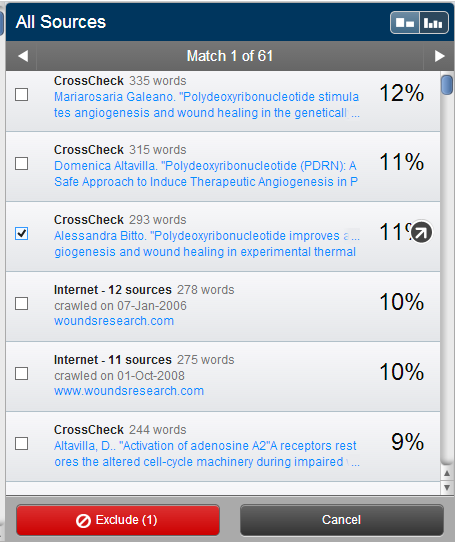 All Sources
Match 1 of 61
CrossCheck 335 words
Mariarosaria Galeano. "Polydeoxyribonucleotide stimula
tes angiogenesis and wound healing in the geneticall ...
12%
CrossCheck 315 words
Domenica Altavilla. "Polydeoxyribonucleotide (PDRN): A
Safe Approach to Induce Therapeutic Angiogenesis in P
11%
CrossCheck 293 words
Alessandra Bitto. "Polydeoxyribonucleotide improves a ...
giogenesis and wound healing in experimental thermal
11%
Internet - 12 sources 278 words
crawled on 07-Jan-2006
woundsresearch.com
10%
Internet - 11 sources 275 words
crawled on 01-Oct-2008
www.woundsresearch.com
10%
CrossCheck 244 words
Altavilla, D.. "Activation of adenosine A2"A receptors rest
ores the altered cell-cycle machinery during impaired ...
9%
Exclude (1)
Cancel